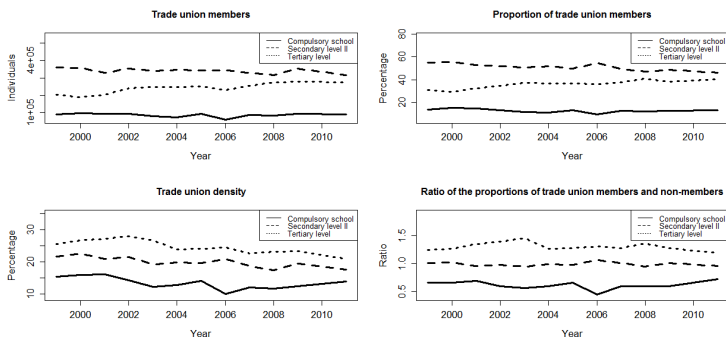 Trade union members
Individuals
4e+05
1e+05
Compulsory school
Secondary level II
Tertiary level
2000
2002
2004
2006
2008
2010
Year
Proportion of trade union members
Percentage
80
60
40
20
Compulsory school
Secondary level II
Tertiary level
2000
2002
2004
2006
2008
2010
Year
Trade union density
Percentage
30
20
10
Compulsory school
Secondary level II
Tertiary level
2000
2002
2004
2006
2008
2010
Year
Ratio of the proportions of trade union members and non-members
Ratio
1.5
1.0
0.5
Compulsory school
Secondary level II
Tertiary level
2000
2002
2004
2006
2008
2010
Year